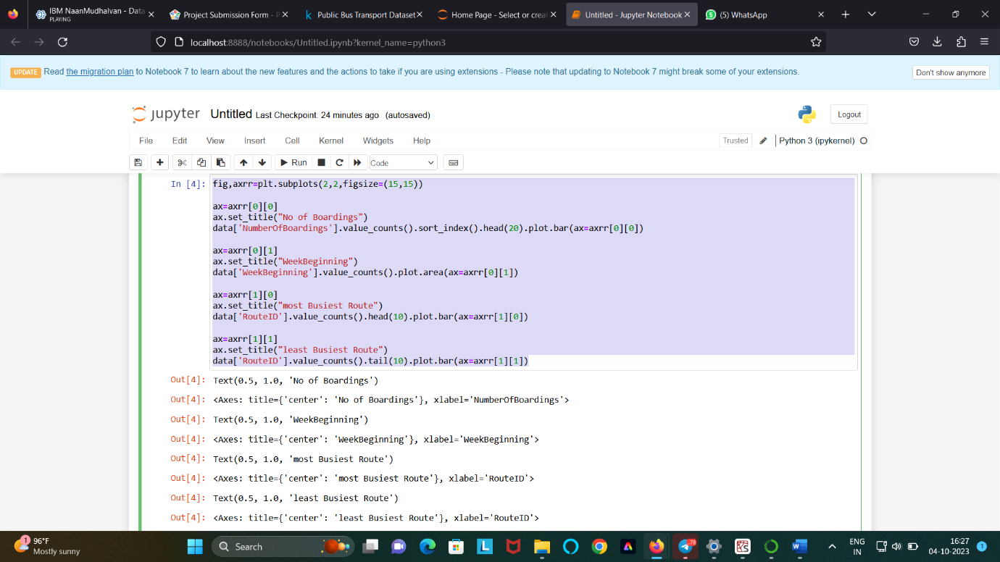 IBM NaanMudhalvan - Data
PLAYING
Project Submission Form - P
Public Bus Transport Dataset
Home Page - Select or creat
Untitled - Jupyter Notebook
(5) WhatsApp
localhost:8888/notebooks/Untitled.ipynb?kernel_name=python3
UPDATE Read the migration plan to Notebook 7 to learn about the new features and the actions to take if you are using extensions - Please note that updating to Notebook 7 might break some of your extensions.
Don't show anymore
jupyter Untitled Last Checkpoint: 24 minutes ago (autosaved)
Logout
File Edit View Insert Cell Kernel Widgets Help
Trusted Python 3 (ipykernel)
Run Code
In [4]: fig,axrr=plt.subplots(2,2,figsize=(15,15))
ax=axrr[0][0]
ax.set_title("No of Boardings")
data['NumberOfBoardings'].value_counts().sort_index().head(20).plot.bar(ax=axrr[0][0])
ax=axrr[0][1]
ax.set_title("WeekBeginning")
data['WeekBeginning'].value_counts().plot.area(ax=axrr[0][1])
ax=axrr[1][0]
ax.set_title("most Busiest Route")
data['RouteID'].value_counts().head(10).plot.bar(ax=axrr[1][0])
ax=axrr[1][1]
ax.set_title("least Busiest Route")
data['RouteID'].value_counts().tail(10).plot.bar(ax=axrr[1][1])
Out[4]: Text(0.5, 1.0, 'No of Boardings')
Out[4]: <Axes: title={'center': 'No of Boardings'}, xlabel='NumberOfBoardings'>
Out[4]: Text(0.5, 1.0, 'WeekBeginning')
Out[4]: <Axes: title={'center': 'WeekBeginning'}, xlabel='WeekBeginning'>
Out[4]: Text(0.5, 1.0, 'most Busiest Route')
Out[4]: <Axes: title={'center': 'most Busiest Route'}, xlabel='RouteID'>
Out[4]: Text(0.5, 1.0, 'least Busiest Route')
Out[4]: <Axes: title={'center': 'least Busiest Route'}, xlabel='RouteID'>
1
96°F
Mostly sunny
Search
78
ENG
IN
16:27
04-10-2023
1